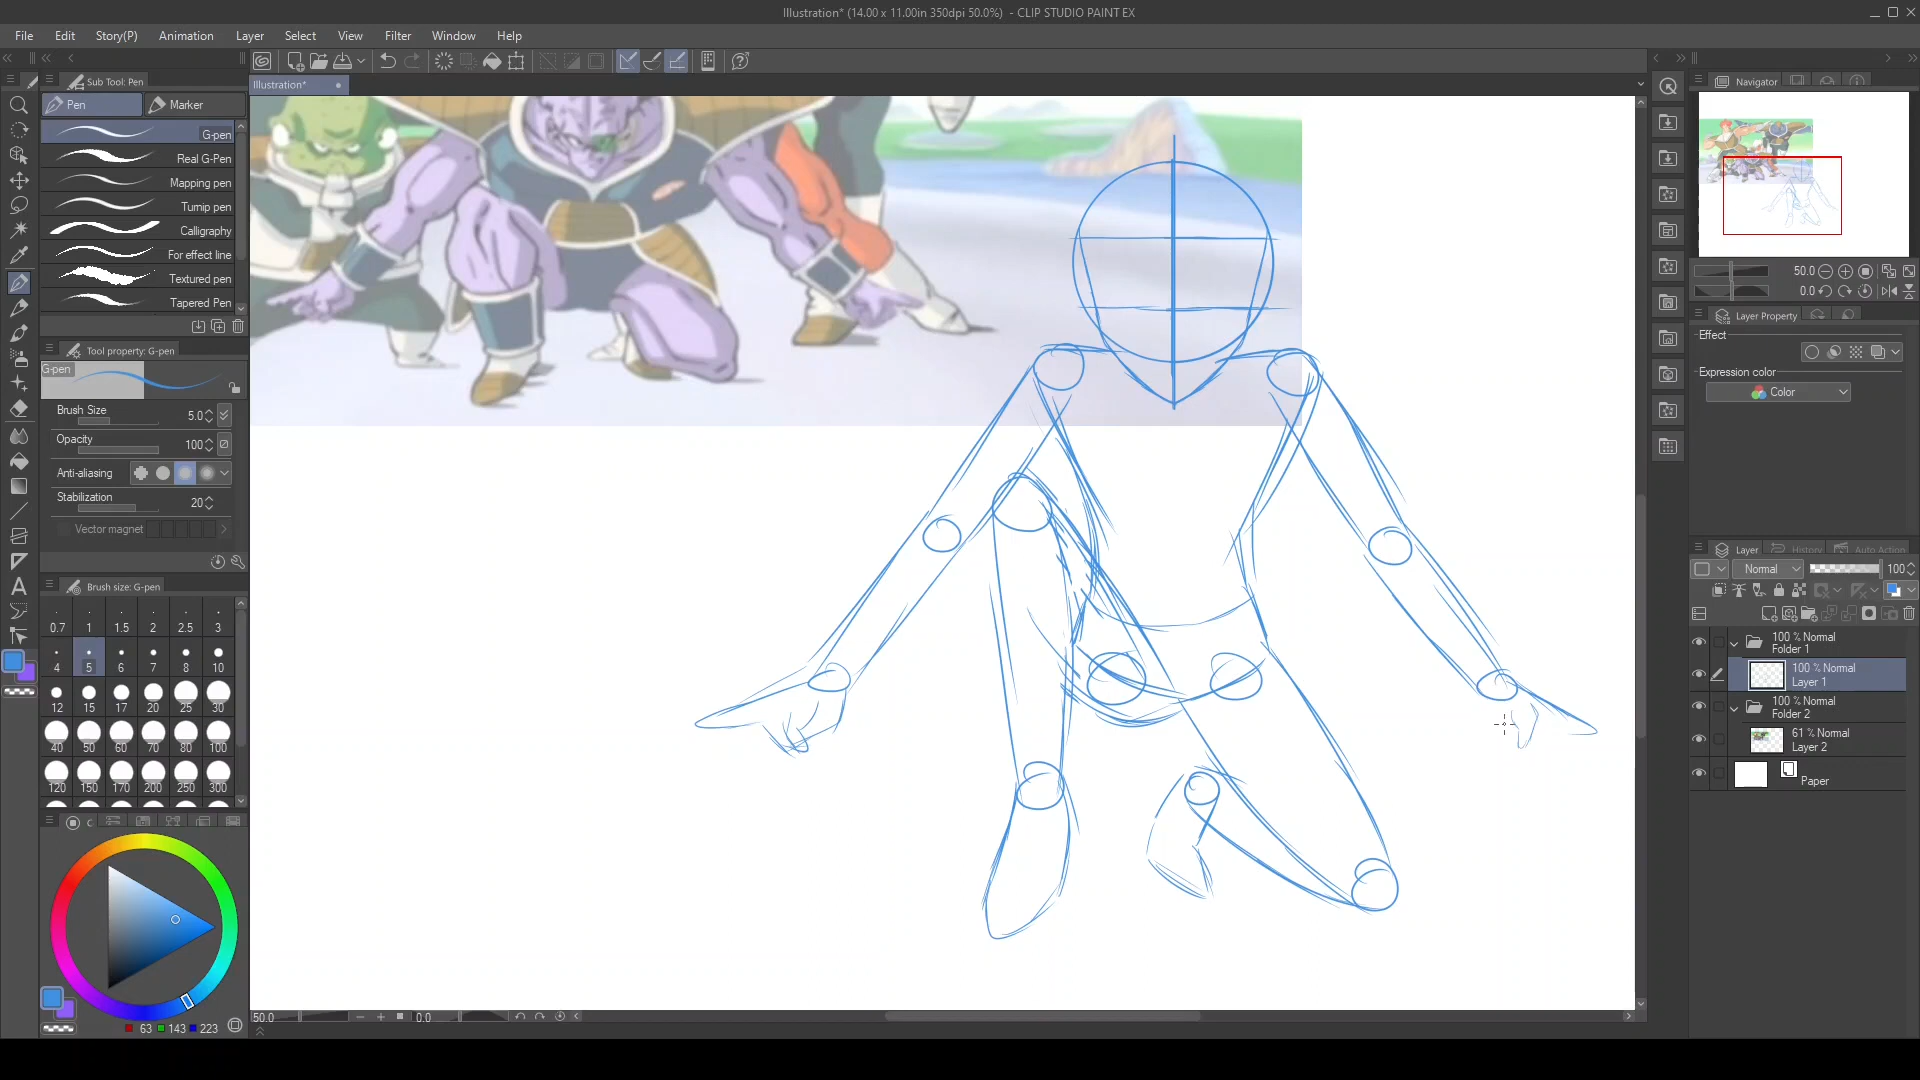 Illustration* (14.00 x 11.00in 350dpi 50.0%) - CLIP STUDIO PAINT EX
File Edit Story(P) Animation Layer Select View Filter Window Help
Sub Tool: Pen
Illustration*
Navigator
Pen Marker
G-pen
Real G-Pen
Mapping pen
Turnip pen
Calligraphy
For effect line
Textured pen
Tapered Pen
50.0
0.0
Layer Property
Effect
Expression color
Color
Tool property: G-pen
G-pen
Brush Size 5.0
Opacity 100
Anti-aliasing
Stabilization 20
Vector magnet
Brush size: G-pen
0.7 1 1.5 2 2.5 3
4 5 6 7 8 10
12 15 17 20 25 30
40 50 60 70 80 100
120 150 170 200 250 300
Layer History Auto Action
Normal 100
100 % Normal
Folder 1
100 % Normal
Layer 1
100 % Normal
Folder 2
61 % Normal
Layer 2
Paper
63 143 223
50.0 0.0